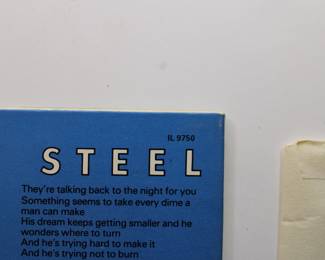 IL 9750
STEEL
They're talking back to the night for you
Something seems to take every dime a
man can make
His dream keeps getting smaller and he
wonders where to turn
And he's trying hard to make it
And he's trying not to burn